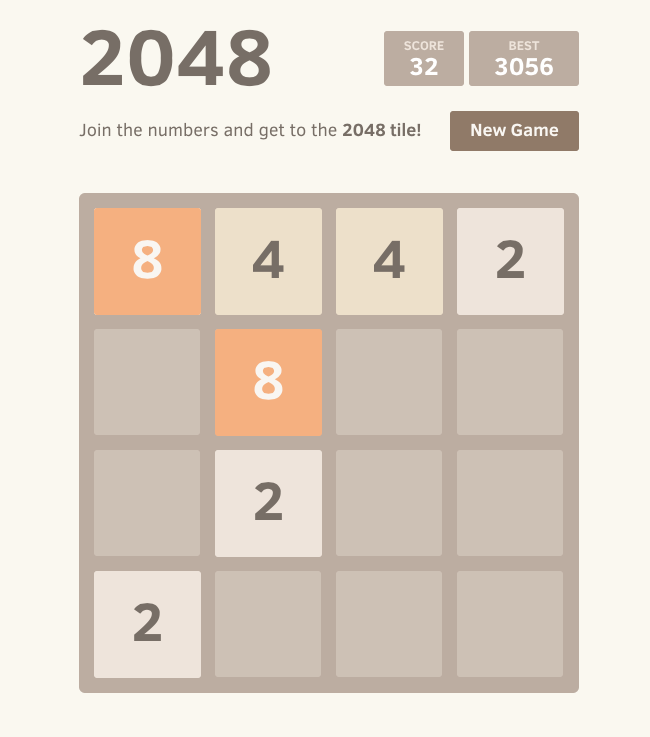 2048
SCORE
32
BEST
3056
Join the numbers and get to the 2048 tile!
New Game
8 4 4 2
8
2
2